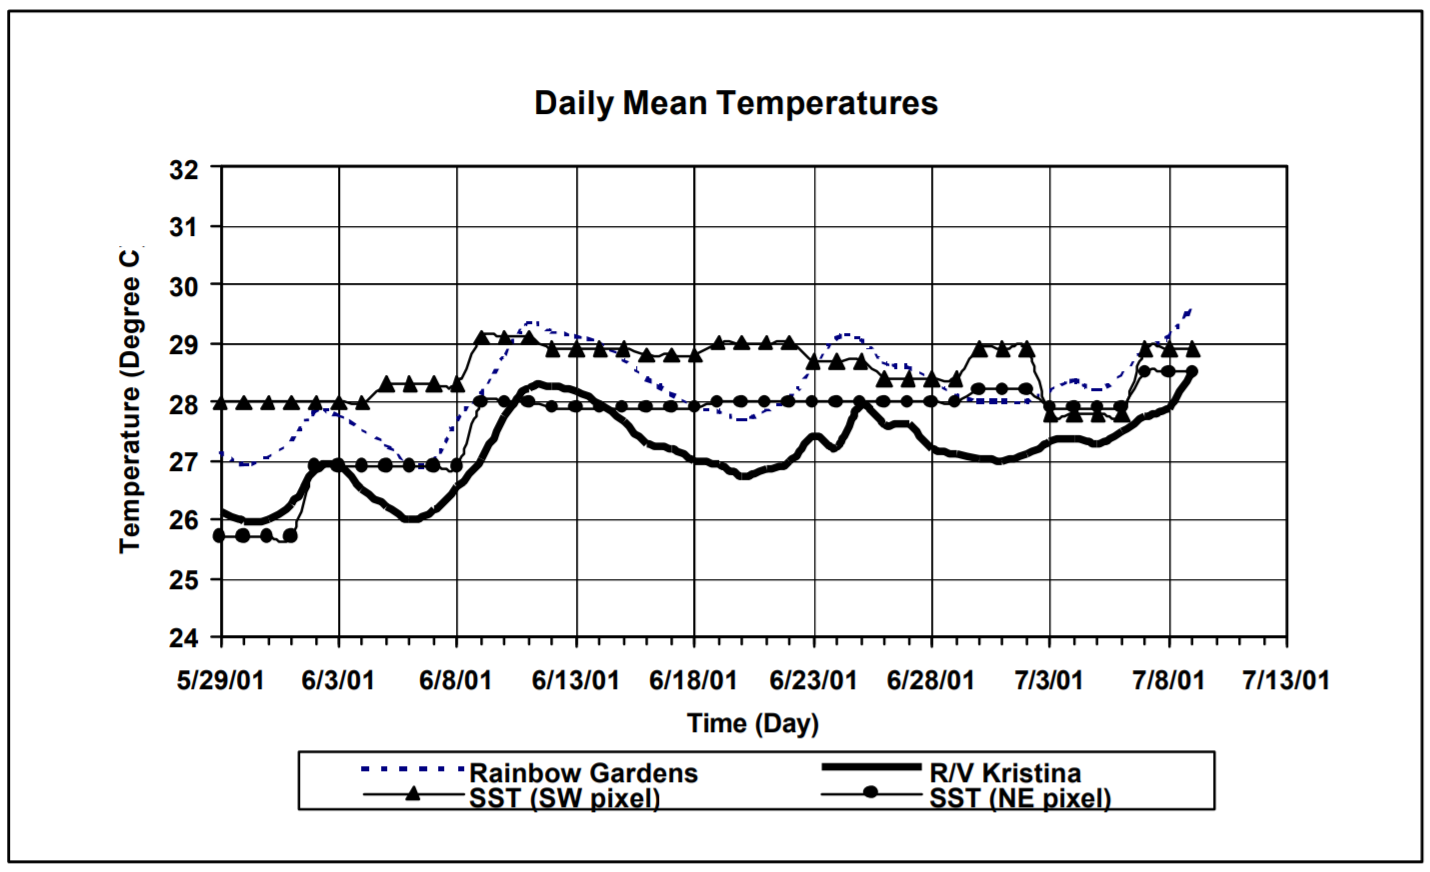 Daily Mean Temperatures
32
31
30
29
28
27
26
25
24
Temperature (Degree C
5/29/01 6/3/01 6/8/01 6/13/01 6/18/01 6/23/01 6/28/01 7/3/01 7/8/01 7/13/01
Time (Day)
Rainbow Gardens R/V Kristina
SST (SW pixel) SST (NE pixel)